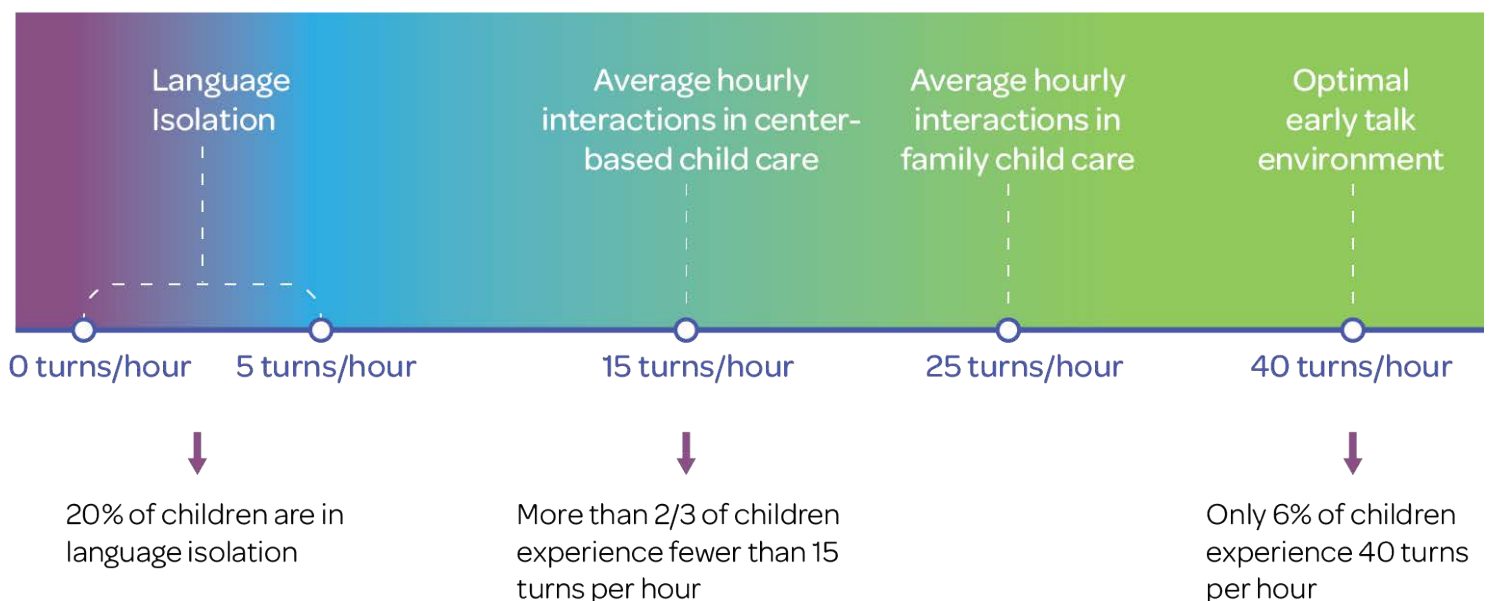 Language
Isolation
Average hourly
interactions in center-
based child care
Average hourly
interactions in
family child care
Optimal
early talk
environment
0 turns/hour
5 turns/hour
15 turns/hour
25 turns/hour
40 turns/hour
20% of children are in
language isolation
More than 2/3 of children
experience fewer than 15
turns per hour
Only 6% of children
experience 40 turns
per hour